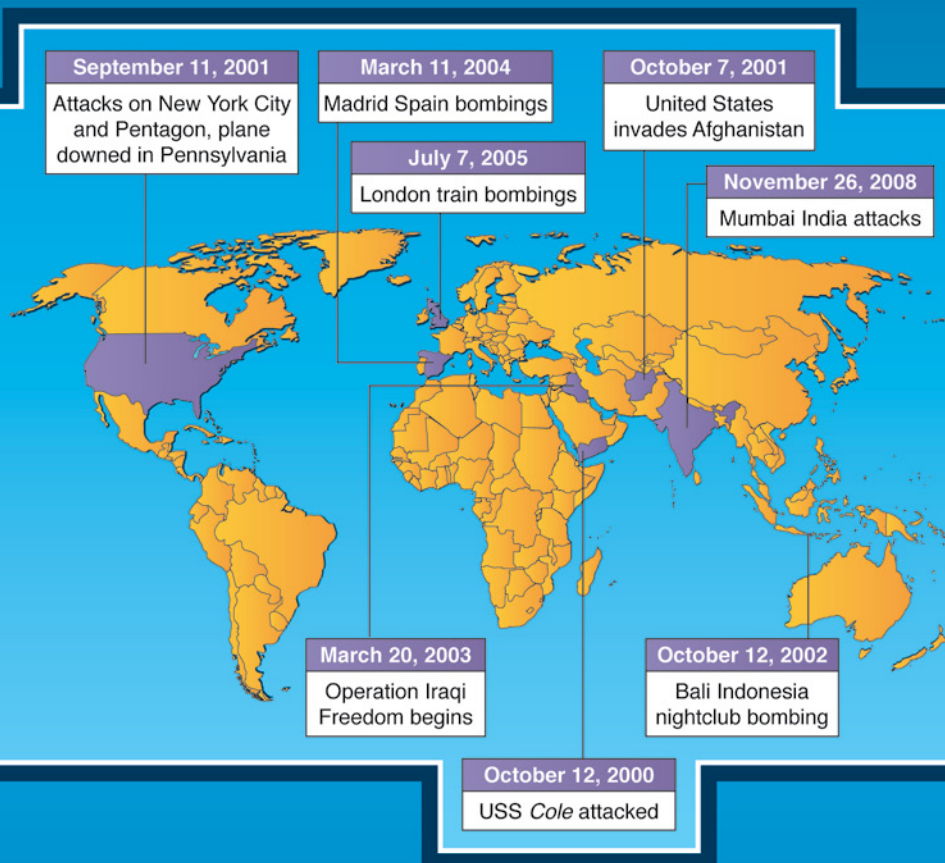 September 11, 2001
Attacks on New York City
and Pentagon, plane
downed in Pennsylvania
March 11, 2004
Madrid Spain bombings
October 7, 2001
United States
invades Afghanistan
July 7, 2005
London train bombings
November 26, 2008
Mumbai India attacks
March 20, 2003
Operation Iraqi
Freedom begins
October 12, 2002
Bali Indonesia
nightclub bombing
October 12, 2000
USS Cole attacked